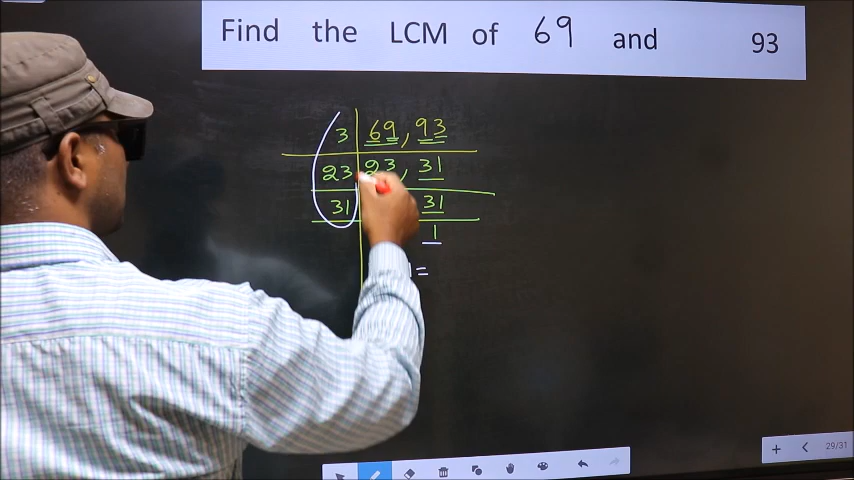 Find the LCM of 69 and 93
3 69, 93
23 23, 31
31 31
1
=
29/31